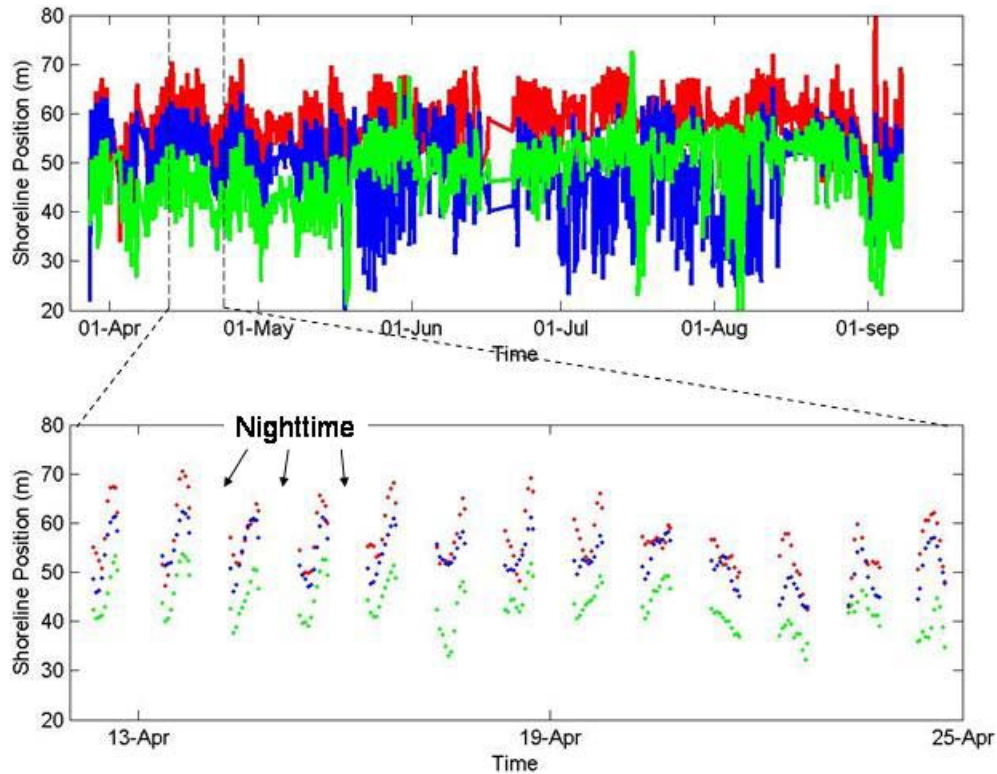 80
70
60
50
40
30
20
Shoreline Position (m)
01-Apr 01-May 01-Jun 01-Jul 01-Aug 01-sep
Time
Nighttime
80
70
60
50
40
30
20
Shoreline Position (m)
13-Apr 19-Apr 25-Apr
Time